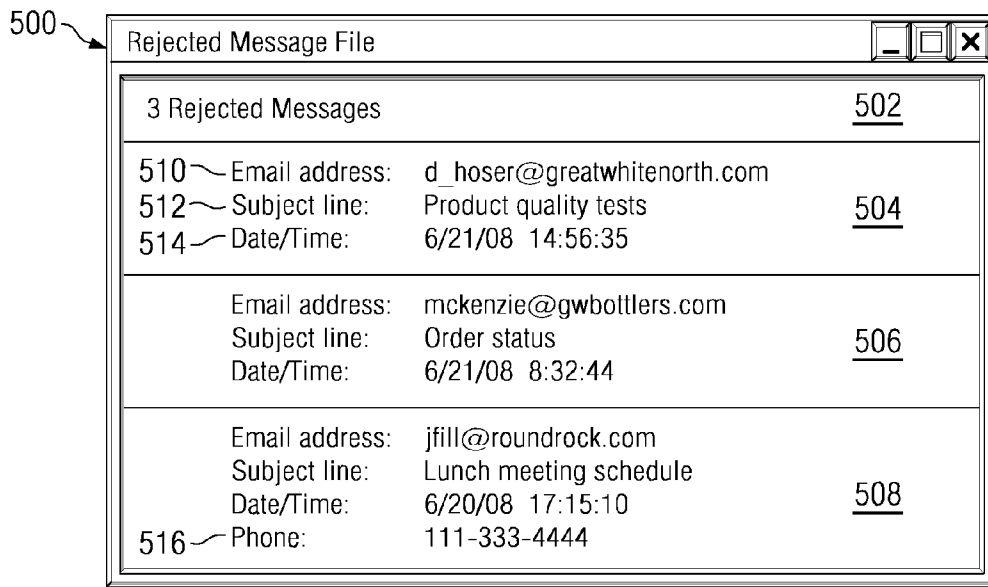 500
Rejected Message File
3 Rejected Messages 502
510 Email address: d_hoser@greatwhitenorth.com
512 Subject line: Product quality tests 504
514 Date/Time: 6/21/08 14:56:35
Email address: mckenzie@gwbottlers.com
Subject line: Order status 506
Date/Time: 6/21/08 8:32:44
Email address: jfill@roundrock.com
Subject line: Lunch meeting schedule
Date/Time: 6/20/08 17:15:10 508
516 Phone: 111-333-4444